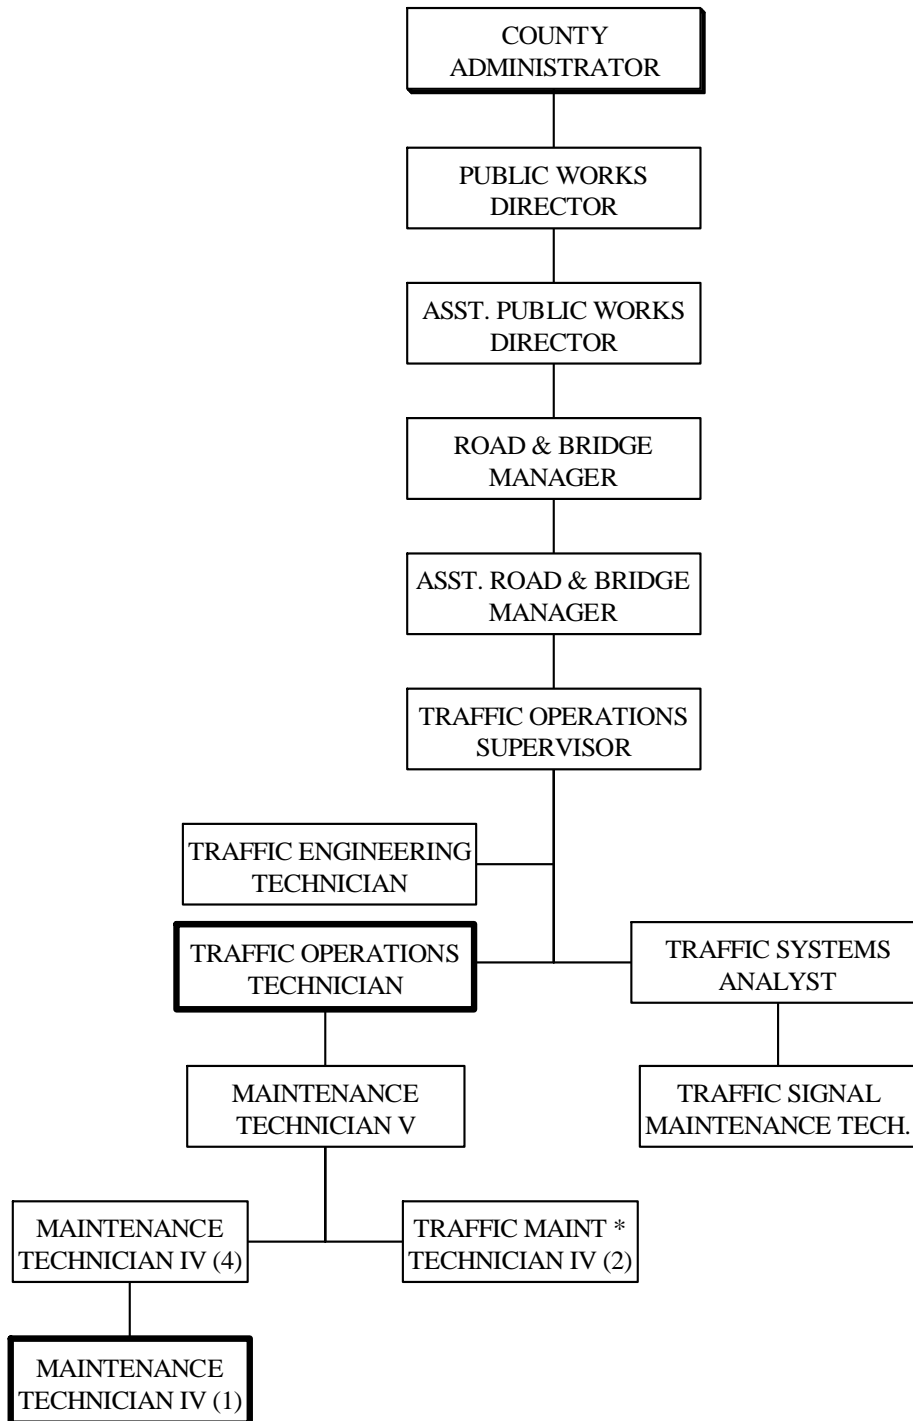 COUNTY
ADMINISTRATOR
PUBLIC WORKS
DIRECTOR
ASST. PUBLIC WORKS
DIRECTOR
ROAD & BRIDGE
MANAGER
ASST. ROAD & BRIDGE
MANAGER
TRAFFIC OPERATIONS
SUPERVISOR
TRAFFIC ENGINEERING
TECHNICIAN
TRAFFIC OPERATIONS
TECHNICIAN
TRAFFIC SYSTEMS
ANALYST
MAINTENANCE
TECHNICIAN V
TRAFFIC SIGNAL
MAINTENANCE TECH.
MAINTENANCE
TECHNICIAN IV (4)
TRAFFIC MAINT *
TECHNICIAN IV (2)
MAINTENANCE
TECHNICIAN IV (1)